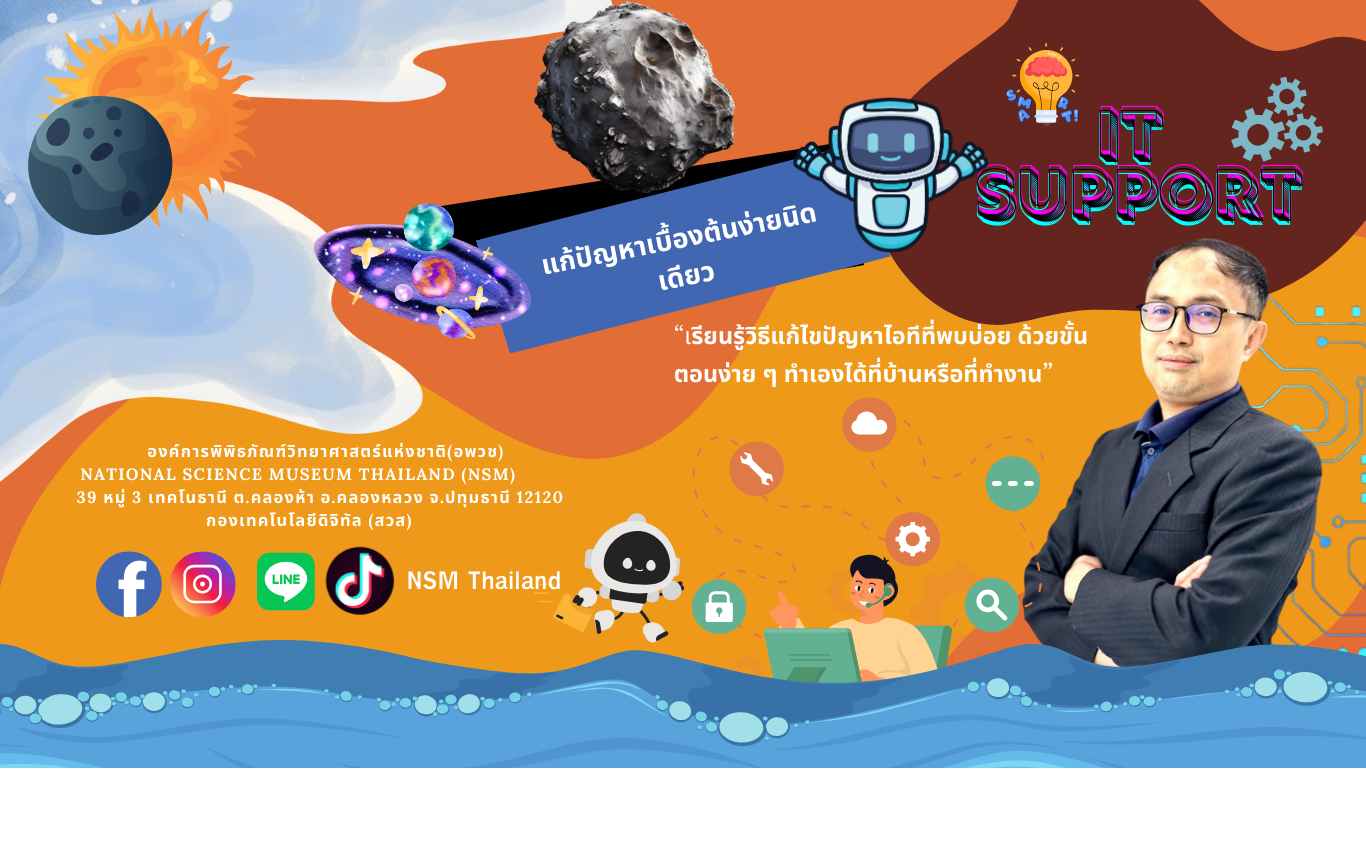 SMART!
IT
SUPPORT
แก้ปัญหาเบื้องต้นง่ายนิด
เดียว
“เรียนรู้วิธีแก้ไขปัญหาไอทีที่พบบ่อย ด้วยขั้น
ตอนง่าย ๆ ทำเองได้ที่บ้านหรือที่ทำงาน”
องค์การพิพิธภัณฑ์วิทยาศาสตร์แห่งชาติ(อพวช)
NATIONAL SCIENCE MUSEUM THAILAND (NSM)
39 หมู่ 3 เทคโนธานี ต.คลองห้า อ.คลองหลวง จ.ปทุมธานี 12120
กองเทคโนโลยีดิจิทัล (สวส)
LINE
NSM Thailand